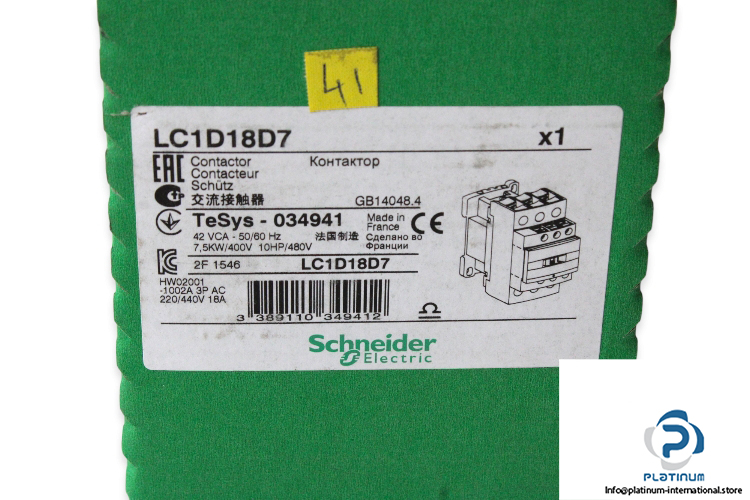 41
LC1D18D7 x1
EAC Contactor Контактор
Contacteur
Schütz
交流接触器 GB14048.4
TeSys - 034941 Made in France CE
42 VCA - 50/60 Hz 法国制造 Сделано во
7,5KW/400V 10HP/480V Франции
2F 1546 LC1D18D7
HW02001
-1002A 3P AC
220/440V 18A
3 389110 349412
Schneider
Electric
PLATINUM
Info@platinum-international.store